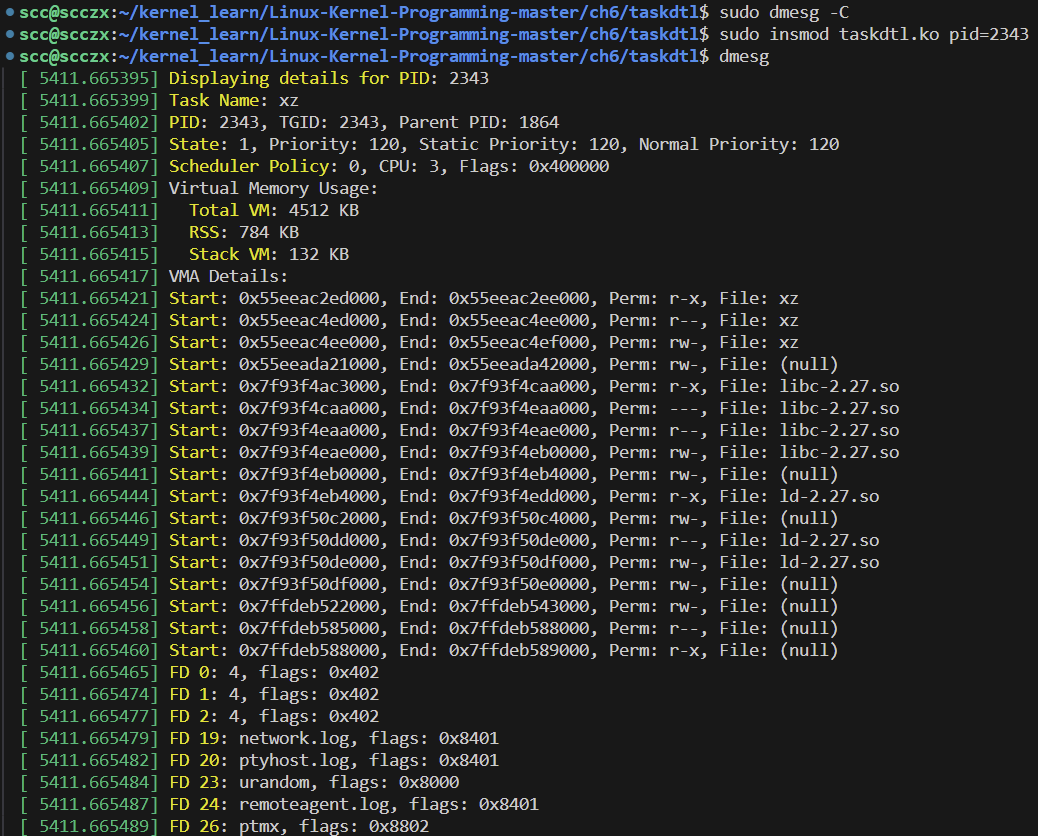 scc@scczx:~/kernel_learn/Linux-Kernel-Programming-master/ch6/taskdtl$ sudo dmesg -C
scc@scczx:~/kernel_learn/Linux-Kernel-Programming-master/ch6/taskdtl$ sudo insmod taskdtl.ko pid=2343
scc@scczx:~/kernel_learn/Linux-Kernel-Programming-master/ch6/taskdtl$ dmesg
[ 5411.665395] Displaying details for PID: 2343
[ 5411.665399] Task Name: xz
[ 5411.665402] PID: 2343, TGID: 2343, Parent PID: 1864
[ 5411.665405] State: 1, Priority: 120, Static Priority: 120, Normal Priority: 120
[ 5411.665407] Scheduler Policy: 0, CPU: 3, Flags: 0x400000
[ 5411.665409] Virtual Memory Usage:
[ 5411.665411]   Total VM: 4512 KB
[ 5411.665413]   RSS: 784 KB
[ 5411.665415]   Stack VM: 132 KB
[ 5411.665417] VMA Details:
[ 5411.665421] Start: 0x55eeac2ed000, End: 0x55eeac2ee000, Perm: r-x, File: xz
[ 5411.665424] Start: 0x55eeac4ed000, End: 0x55eeac4ee000, Perm: r--, File: xz
[ 5411.665426] Start: 0x55eeac4ee000, End: 0x55eeac4ef000, Perm: rw-, File: xz
[ 5411.665429] Start: 0x55eeada21000, End: 0x55eeada42000, Perm: rw-, File: (null)
[ 5411.665432] Start: 0x7f93f4ac3000, End: 0x7f93f4caa000, Perm: r-x, File: libc-2.27.so
[ 5411.665434] Start: 0x7f93f4caa000, End: 0x7f93f4eaa000, Perm: ---, File: libc-2.27.so
[ 5411.665437] Start: 0x7f93f4eaa000, End: 0x7f93f4eae000, Perm: r--, File: libc-2.27.so
[ 5411.665439] Start: 0x7f93f4eae000, End: 0x7f93f4eb0000, Perm: rw-, File: libc-2.27.so
[ 5411.665441] Start: 0x7f93f4eb0000, End: 0x7f93f4eb4000, Perm: rw-, File: (null)
[ 5411.665444] Start: 0x7f93f4eb4000, End: 0x7f93f4edd000, Perm: r-x, File: ld-2.27.so
[ 5411.665446] Start: 0x7f93f50c2000, End: 0x7f93f50c4000, Perm: rw-, File: (null)
[ 5411.665449] Start: 0x7f93f50dd000, End: 0x7f93f50de000, Perm: r--, File: ld-2.27.so
[ 5411.665451] Start: 0x7f93f50de000, End: 0x7f93f50df000, Perm: rw-, File: ld-2.27.so
[ 5411.665454] Start: 0x7f93f50df000, End: 0x7f93f50e0000, Perm: rw-, File: (null)
[ 5411.665456] Start: 0x7ffdeb522000, End: 0x7ffdeb543000, Perm: rw-, File: (null)
[ 5411.665458] Start: 0x7ffdeb585000, End: 0x7ffdeb588000, Perm: r--, File: (null)
[ 5411.665460] Start: 0x7ffdeb588000, End: 0x7ffdeb589000, Perm: r-x, File: (null)
[ 5411.665465] FD 0: 4, flags: 0x402
[ 5411.665474] FD 1: 4, flags: 0x402
[ 5411.665477] FD 2: 4, flags: 0x402
[ 5411.665479] FD 19: network.log, flags: 0x8401
[ 5411.665482] FD 20: ptyhost.log, flags: 0x8401
[ 5411.665484] FD 23: urandom, flags: 0x8000
[ 5411.665487] FD 24: remoteagent.log, flags: 0x8401
[ 5411.665489] FD 26: ptmx, flags: 0x8802